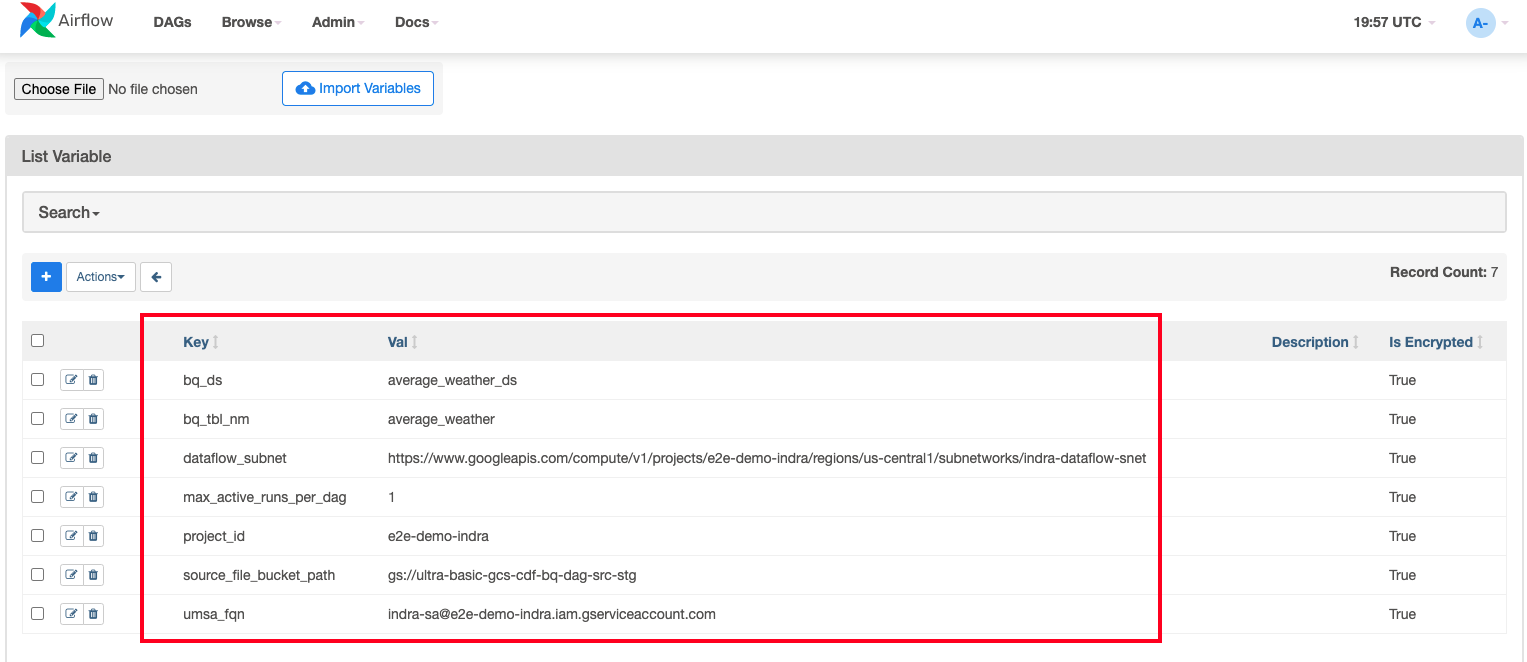 Airflow DAGs Browse Admin Docs 19:57 UTC A-
Choose File No file chosen Import Variables
List Variable
Search
+ Actions Record Count: 7
Key Val Description Is Encrypted
bq_ds average_weather_ds True
bq_tbl_nm average_weather True
dataflow_subnet https://www.googleapis.com/compute/v1/projects/e2e-demo-indra/regions/us-central1/subnetworks/indra-dataflow-snet True
max_active_runs_per_dag 1 True
project_id e2e-demo-indra True
source_file_bucket_path gs://ultra-basic-gcs-cdf-bq-dag-src-stg True
umsa_fqn indra-sa@e2e-demo-indra.iam.gserviceaccount.com True